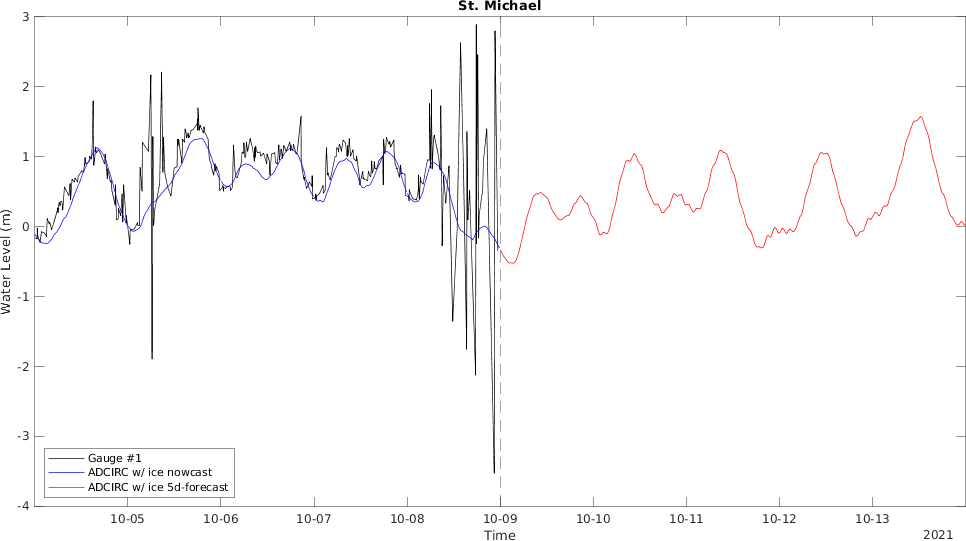 St. Michael
Water Level (m)
3
2
1
0
-1
-2
-3
-4
Gauge #1
ADCIRC w/ ice nowcast
ADCIRC w/ ice 5d-forecast
10-05 10-06 10-07 10-08 10-09 10-10 10-11 10-12 10-13
Time
2021